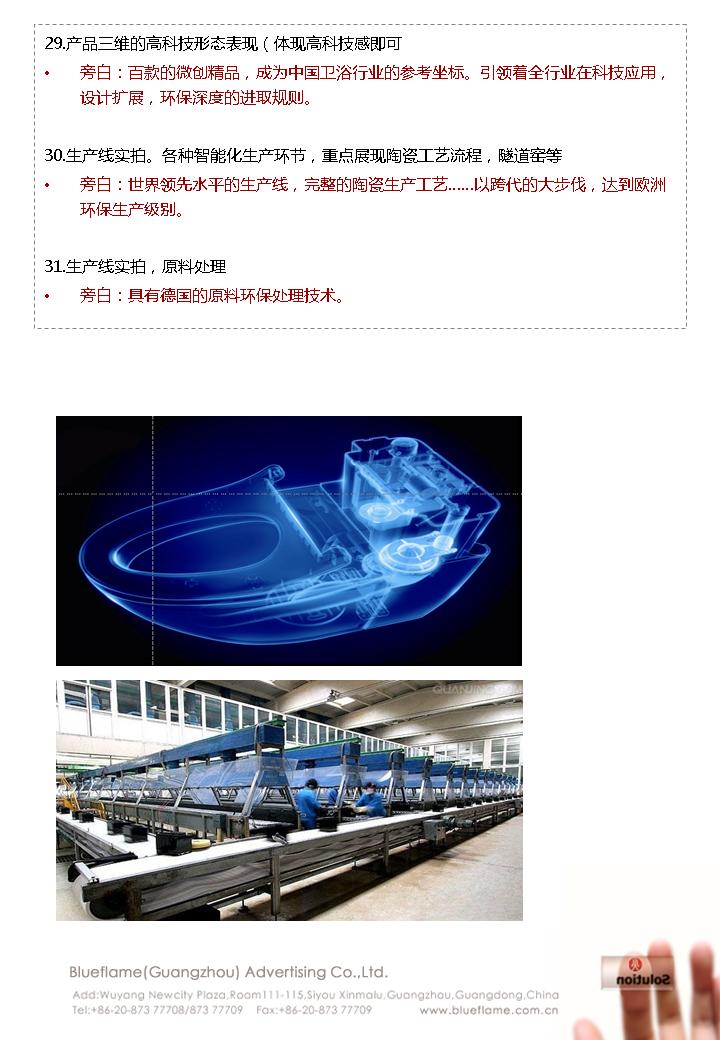 29.产品三维的高科技形态表现（体现高科技感即可
• 旁白：百款的微创精品，成为中国卫浴行业的参考坐标。引领着全行业在科技应用，
设计扩展，环保深度的进取规则。
30.生产线实拍。各种智能化生产环节，重点展现陶瓷工艺流程，隧道窑等
• 旁白：世界领先水平的生产线，完整的陶瓷生产工艺……以跨代的大步伐，达到欧洲
环保生产级别。
31.生产线实拍，原料处理
• 旁白：具有德国的原料环保处理技术。
QUANJING.COM
Blueflame(Guangzhou) Advertising Co.,Ltd.
Add:Wuyang Newcity Plaza,Room111-115,Siyou Xinmalu,Guangzhou,Guangdong,China
Tel:+86-20-873 77708/873 77709 Fax:+86-20-873 77709 www.blueflame.com.cn
Solution